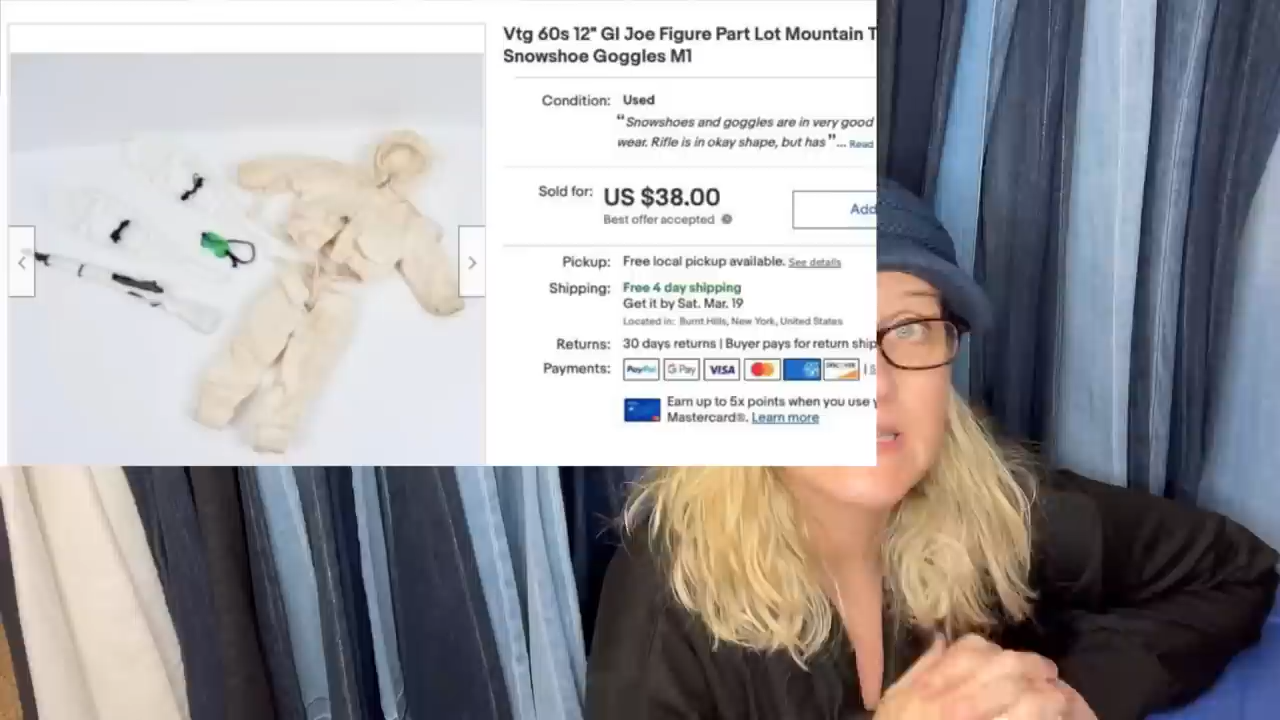 Vtg 60s 12" GI Joe Figure Part Lot Mountain T
Snowshoe Goggles M1
Condition: Used
"Snowshoes and goggles are in very good
wear. Rifle is in okay shape, but has"... Read
Sold for: US $38.00
Best offer accepted
Add
Pickup: Free local pickup available. See details
Shipping: Free 4 day shipping
Get it by Sat. Mar. 19
Located in: Burnt Hills, New York, United States
Returns: 30 days returns | Buyer pays for return ship
Payments: PayPal G Pay VISA DISCOVER
Earn up to 5x points when you use
Mastercard®. Learn more